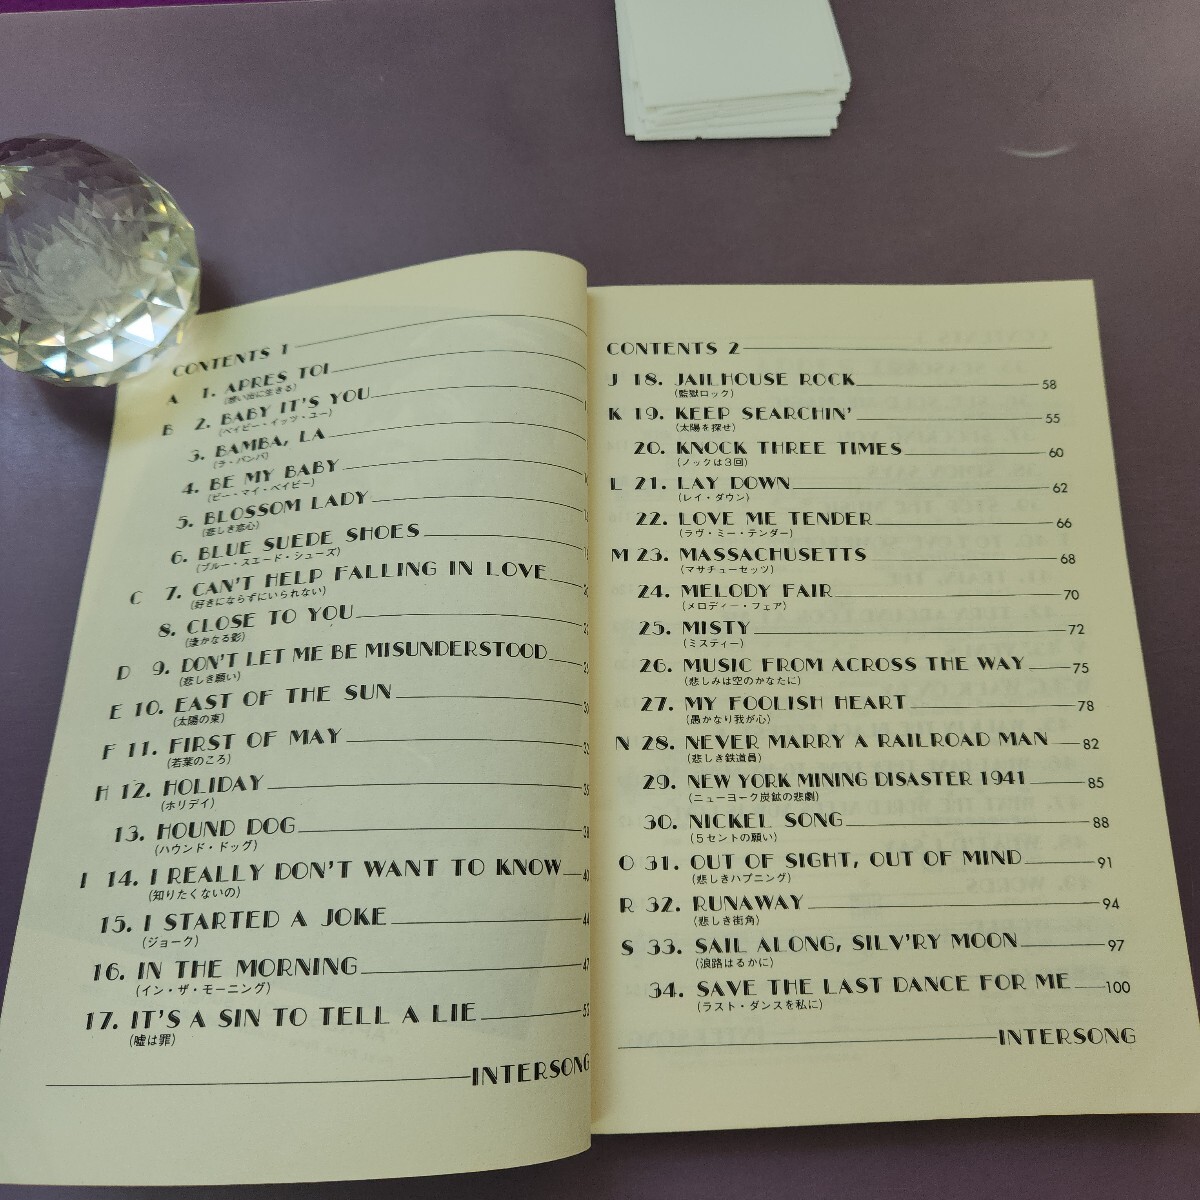 CONTENTS 1
A 1. APRES TOI
(想い出に生きる)
B 2. BABY IT'S YOU
(ベイビー・イッツ・ユー)
3. BAMBA, LA
(ラ・バンバ)
4. BE MY BABY
(ビー・マイ・ベイビー)
5. BLOSSOM LADY
(悲しき恋心)
6. BLUE SUEDE SHOES
(ブルー・スエード・シューズ)
C 7. CAN'T HELP FALLING IN LOVE
(好きにならずにいられない)
8. CLOSE TO YOU
(遙かなる影)
D 9. DON'T LET ME BE MISUNDERSTOOD
(悲しき願い)
E 10. EAST OF THE SUN
(太陽の東)
F 11. FIRST OF MAY
(若葉のころ)
H 12. HOLIDAY
(ホリデイ)
13. HOUND DOG
(ハウンド・ドッグ)
I 14. I REALLY DON'T WANT TO KNOW 40
(知りたくないの)
15. I STARTED A JOKE 44
(ジョーク)
16. IN THE MORNING 47
(イン・ザ・モーニング)
17. IT'S A SIN TO TELL A LIE
(嘘は罪)
INTERSONG
CONTENTS 2
J 18. JAILHOUSE ROCK 58
(監獄ロック)
K 19. KEEP SEARCHIN' 55
(太陽を探せ)
20. KNOCK THREE TIMES 60
(ノックは3回)
L 21. LAY DOWN 62
(レイ・ダウン)
22. LOVE ME TENDER 66
(ラヴ・ミー・テンダー)
M 23. MASSACHUSETTS 68
(マサチューセッツ)
24. MELODY FAIR 70
(メロディー・フェア)
25. MISTY 72
(ミスティー)
26. MUSIC FROM ACROSS THE WAY 75
(悲しみは空のかなたに)
27. MY FOOLISH HEART 78
(愚かなり我が心)
N 28. NEVER MARRY A RAILROAD MAN 82
(悲しき鉄道員)
29. NEW YORK MINING DISASTER 1941 85
(ニューヨーク炭鉱の悲劇)
30. NICKEL SONG 88
(5セントの願い)
O 31. OUT OF SIGHT, OUT OF MIND 91
(悲しきハプニング)
R 32. RUNAWAY 94
(悲しき街角)
S 33. SAIL ALONG, SILV'RY MOON 97
(浪路はるかに)
34. SAVE THE LAST DANCE FOR ME 100
(ラスト・ダンスを私に)
INTERSONG